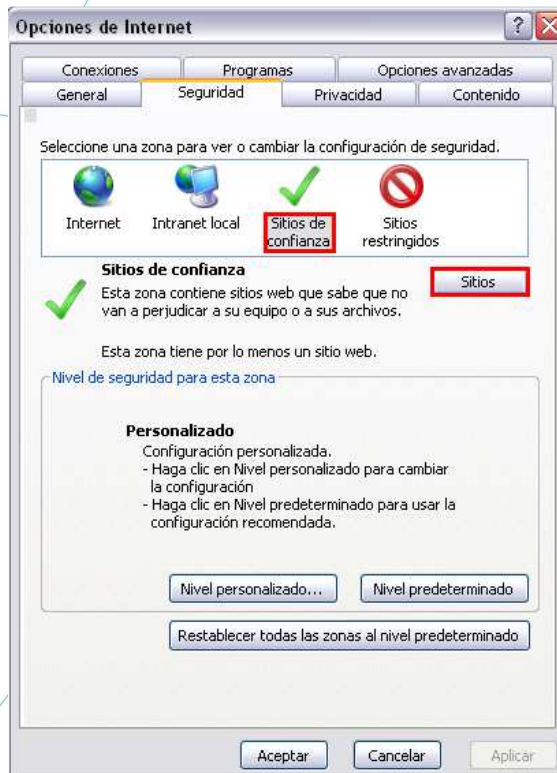 Opciones de Internet
Conexiones Programas Opciones avanzadas
General Seguridad Privacidad Contenido
Seleccione una zona para ver o cambiar la configuración de seguridad.
Internet Intranet local Sitios de confianza Sitios restringidos
Sitios de confianza
Sitios
Esta zona contiene sitios web que sabe que no
van a perjudicar a su equipo o a sus archivos.
Esta zona tiene por lo menos un sitio web.
Nivel de seguridad para esta zona
Personalizado
Configuración personalizada.
- Haga clic en Nivel personalizado para cambiar
la configuración
- Haga clic en Nivel predeterminado para usar la
configuración recomendada.
Nivel personalizado... Nivel predeterminado
Restablecer todas las zonas al nivel predeterminado
Aceptar Cancelar Aplicar